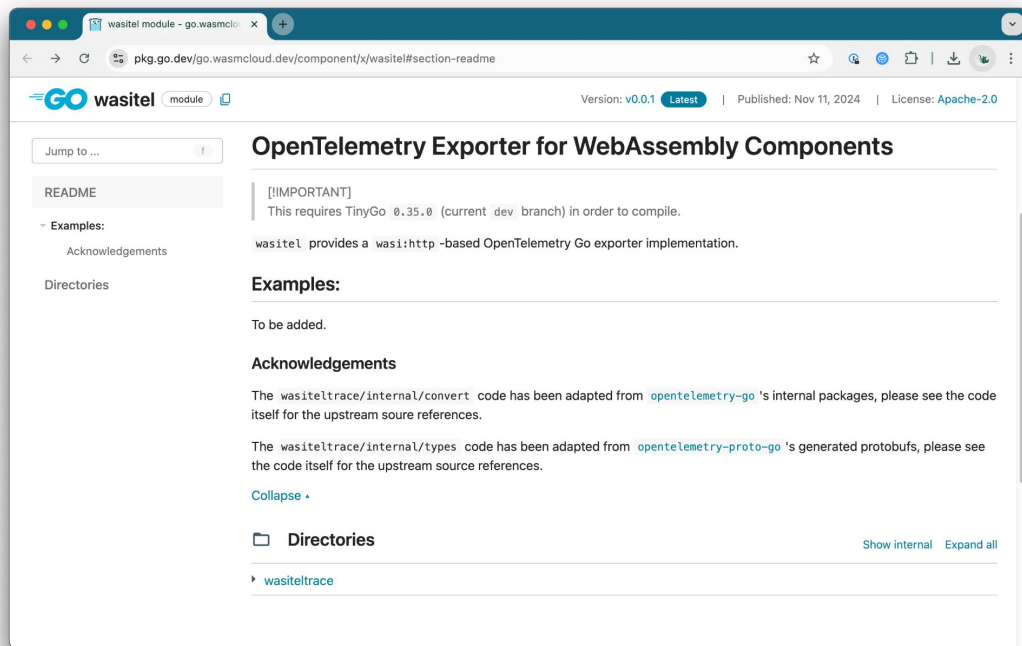 wasitel module - go.wasmclo
pkg.go.dev/go.wasmcloud.dev/component/x/wasitel#section-readme
GO wasitel module
Version: v0.0.1 Latest | Published: Nov 11, 2024 | License: Apache-2.0
Jump to ... f
README
Examples:
Acknowledgements
Directories
OpenTelemetry Exporter for WebAssembly Components
[!IMPORTANT]
This requires TinyGo 0.35.0 (current dev branch) in order to compile.
wasitel provides a wasi:http -based OpenTelemetry Go exporter implementation.
Examples:
To be added.
Acknowledgements
The wasiteltrace/internal/convert code has been adapted from opentelemetry-go 's internal packages, please see the code
itself for the upstream soure references.
The wasiteltrace/internal/types code has been adapted from opentelemetry-proto-go 's generated protobufs, please see
the code itself for the upstream source references.
Collapse
Directories
Show internal Expand all
wasiteltrace